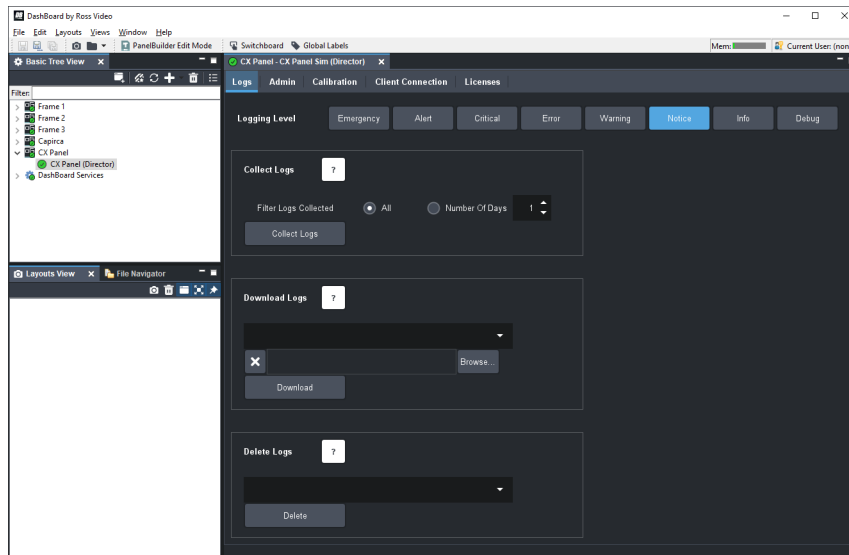 DashBoard by Ross Video
File Edit Layouts Views Window Help
PanelBuilder Edit Mode Switchboard Global Labels Mem: Current User: (non
Basic Tree View
Filter:
Frame 1
Frame 2
Frame 3
Capirca
CX Panel
CX Panel (Director)
DashBoard Services
Layouts View File Navigator
CX Panel - CX Panel Sim (Director)
Logs Admin Calibration Client Connection Licenses
Logging Level Emergency Alert Critical Error Warning Notice Info Debug
Collect Logs ?
Filter Logs Collected All Number Of Days 1
Collect Logs
Download Logs ?
Browse...
Download
Delete Logs ?
Delete